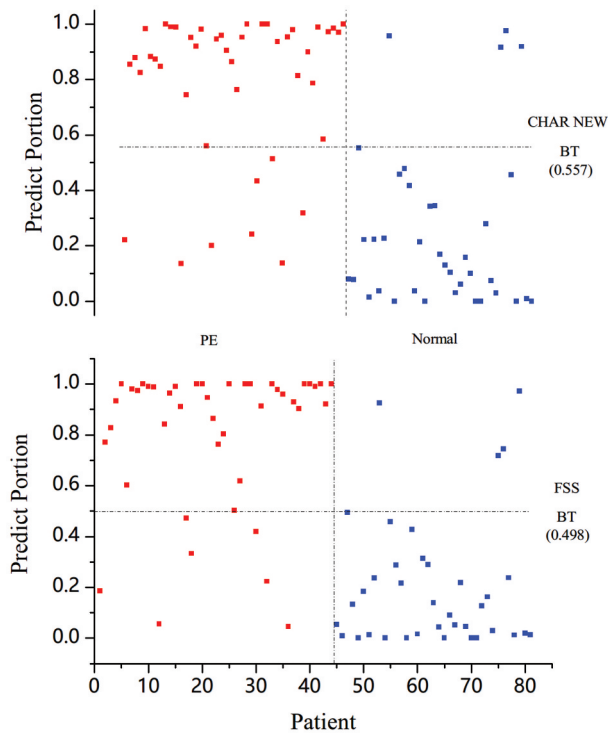 1.0
0.8
0.6
0.4
0.2
0.0
Predict Portion
CHAR NEW
BT
(0.557)
PE
Normal
1.0
0.8
0.6
0.4
0.2
0.0
Predict Portion
FSS
BT
(0.498)
0 10 20 30 40 50 60 70 80
Patient